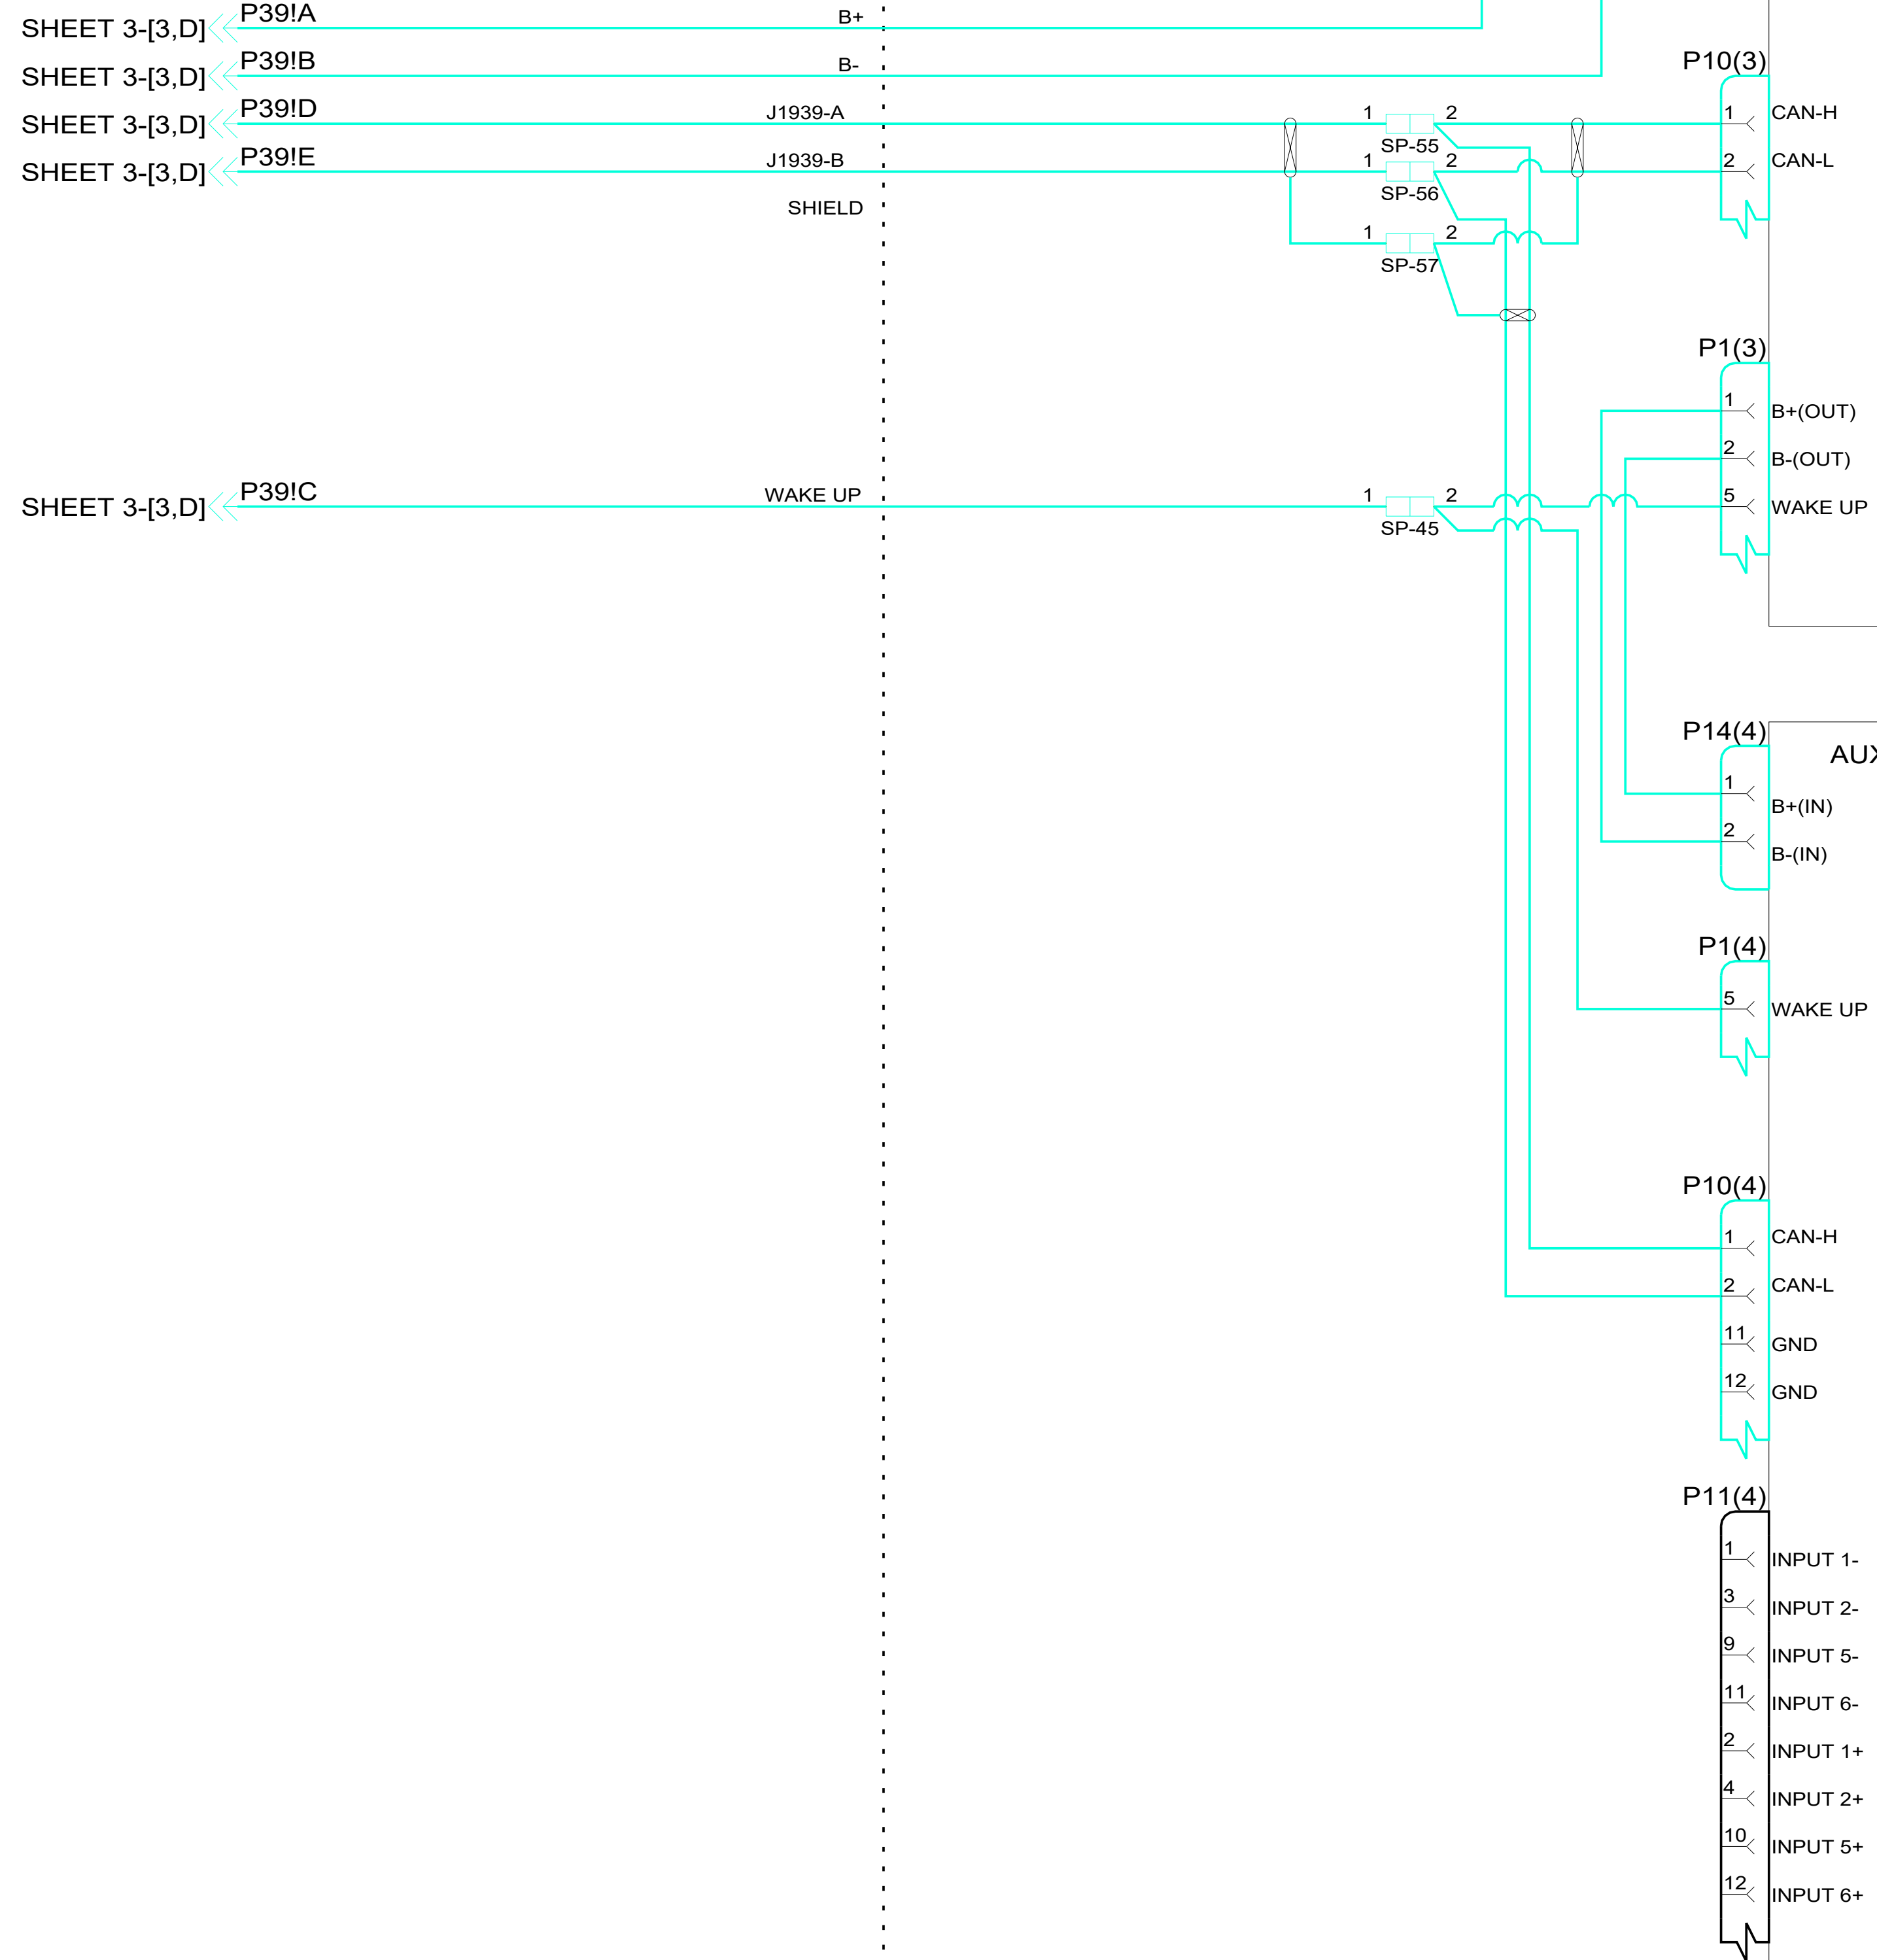 SHEET 3-[3,D] P39!A B+
SHEET 3-[3,D] P39!B B-
P10(3)
SHEET 3-[3,D] P39!D J1939-A 1 2 1 CAN-H
SP-55
SHEET 3-[3,D] P39!E J1939-B 1 2 2 CAN-L
SP-56
SHIELD
1 2
SP-57
P1(3)
1 B+(OUT)
2 B-(OUT)
SHEET 3-[3,D] P39!C WAKE UP 1 2 5 WAKE UP
SP-45
P14(4)
AUX
1 B+(IN)
2 B-(IN)
P1(4)
5 WAKE UP
P10(4)
1 CAN-H
2 CAN-L
11 GND
12 GND
P11(4)
1 INPUT 1-
3 INPUT 2-
9 INPUT 5-
11 INPUT 6-
2 INPUT 1+
4 INPUT 2+
10 INPUT 5+
12 INPUT 6+